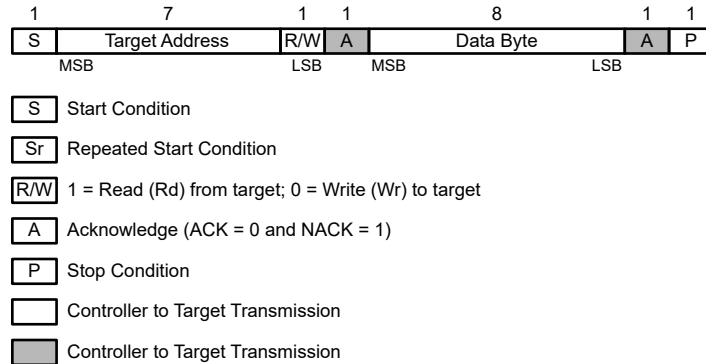 1 7 1 1 8 1 1
S Target Address R/W A Data Byte A P
MSB LSB MSB LSB
S Start Condition
Sr Repeated Start Condition
R/W 1 = Read (Rd) from target; 0 = Write (Wr) to target
A Acknowledge (ACK = 0 and NACK = 1)
P Stop Condition
Controller to Target Transmission
Controller to Target Transmission